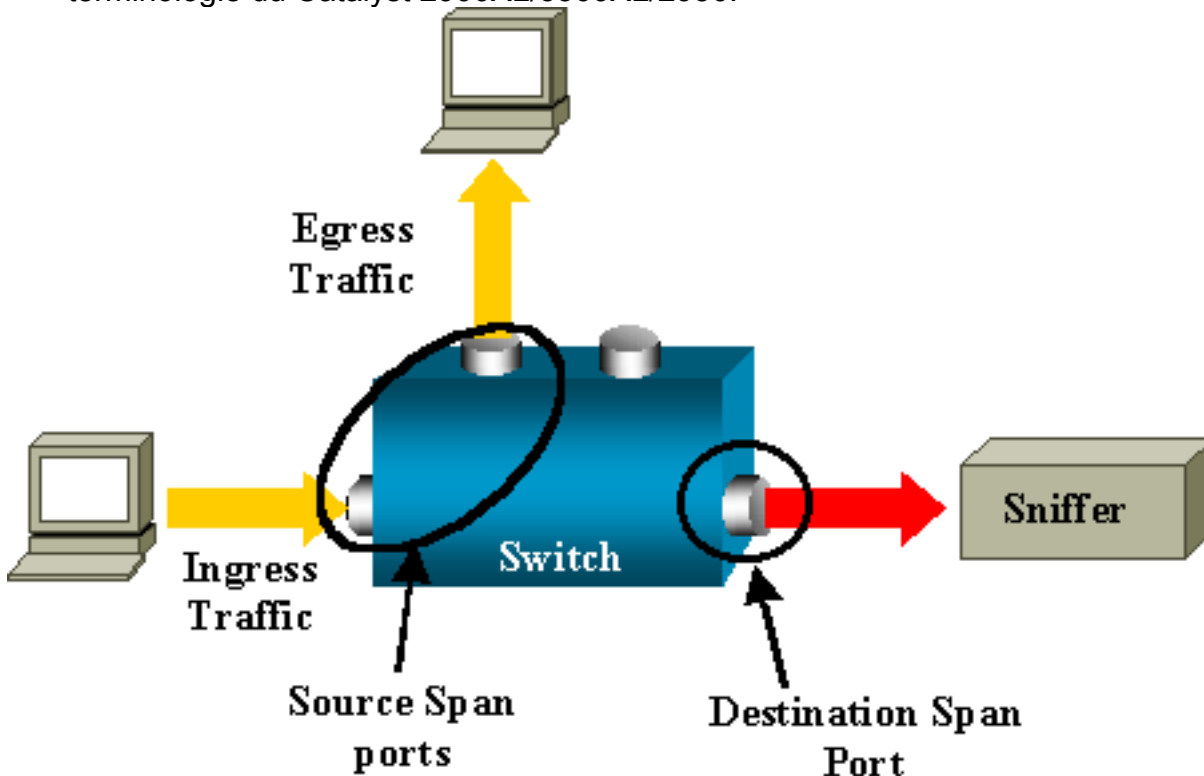 Egress
Traffic
Ingress
Traffic
Switch
Sniffer
Source Span
ports
Destination Span
Port